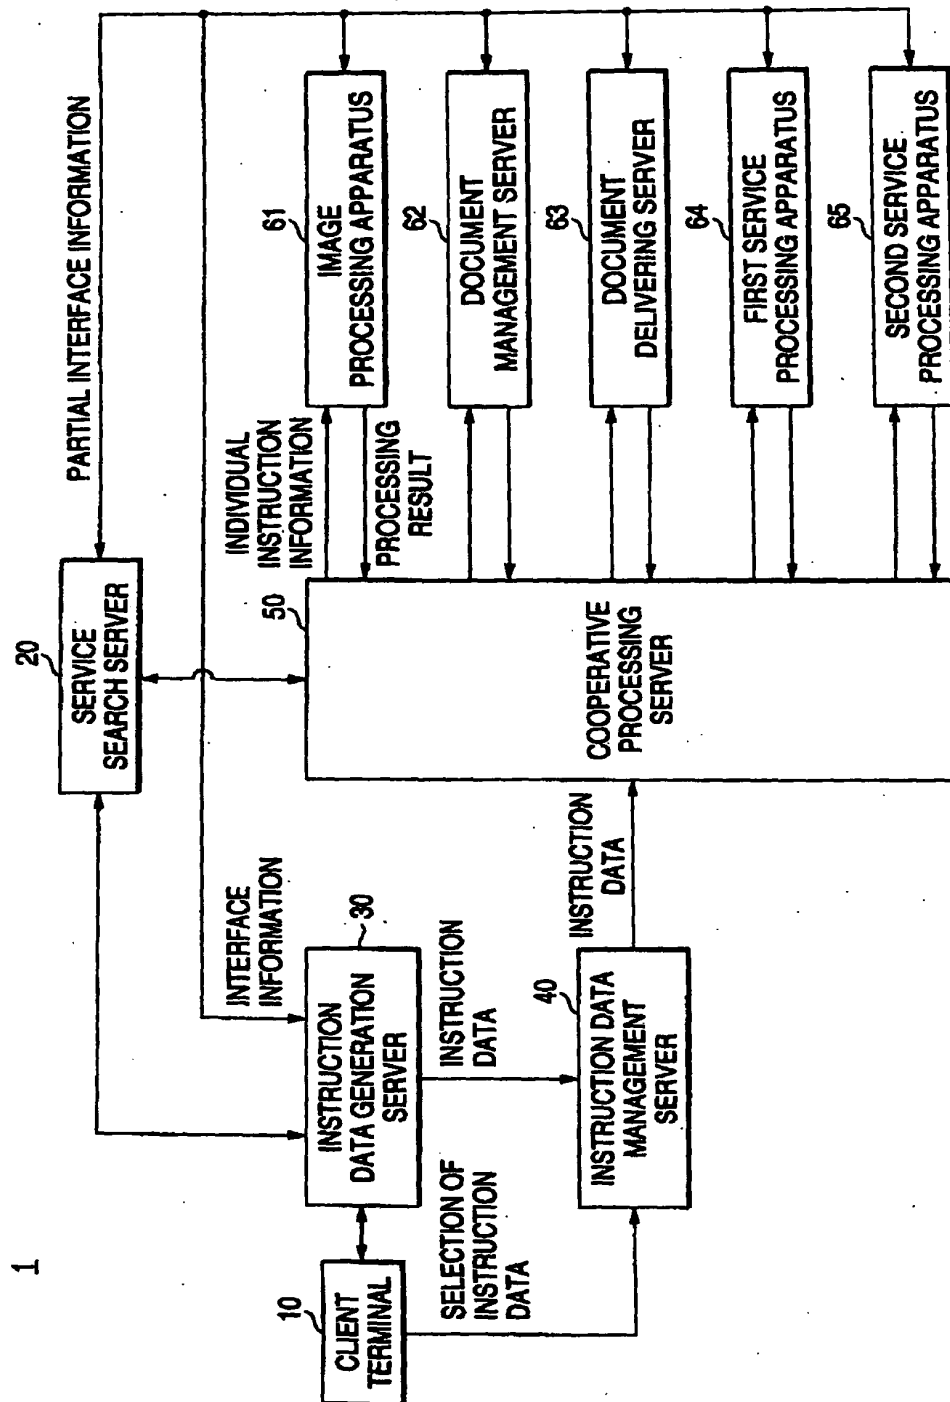 1
10
CLIENT
TERMINAL
SELECTION OF
INSTRUCTION
DATA
INTERFACE
INFORMATION
30
INSTRUCTION
DATA GENERATION
SERVER
INSTRUCTION
DATA
40
INSTRUCTION DATA
MANAGEMENT
SERVER
INSTRUCTION
DATA
20
SERVICE
SEARCH SERVER
50
COOPERATIVE
PROCESSING
SERVER
PARTIAL INTERFACE INFORMATION
INDIVIDUAL
INSTRUCTION
INFORMATION
PROCESSING
RESULT
61
IMAGE
PROCESSING APPARATUS
62
DOCUMENT
MANAGEMENT SERVER
63
DOCUMENT
DELIVERING SERVER
64
FIRST SERVICE
PROCESSING APPARATUS
65
SECOND SERVICE
PROCESSING APPARATUS